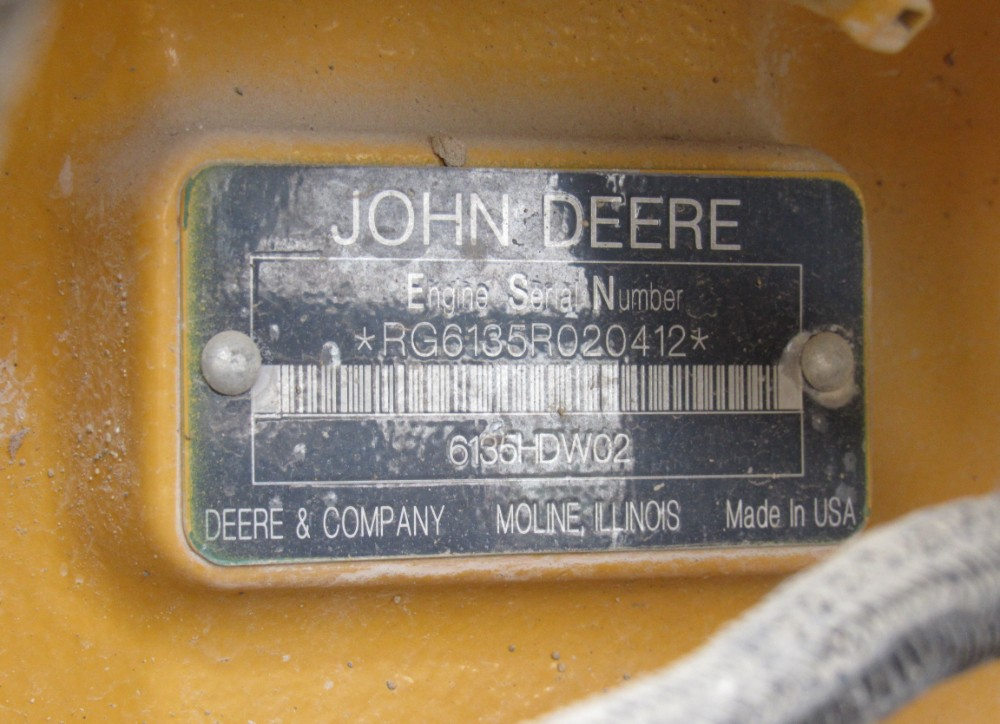 JOHN DEERE
Engine Serial Number
*RG6135R020412*
6135HDW02
DEERE & COMPANY MOLINE, ILLINOIS Made In USA